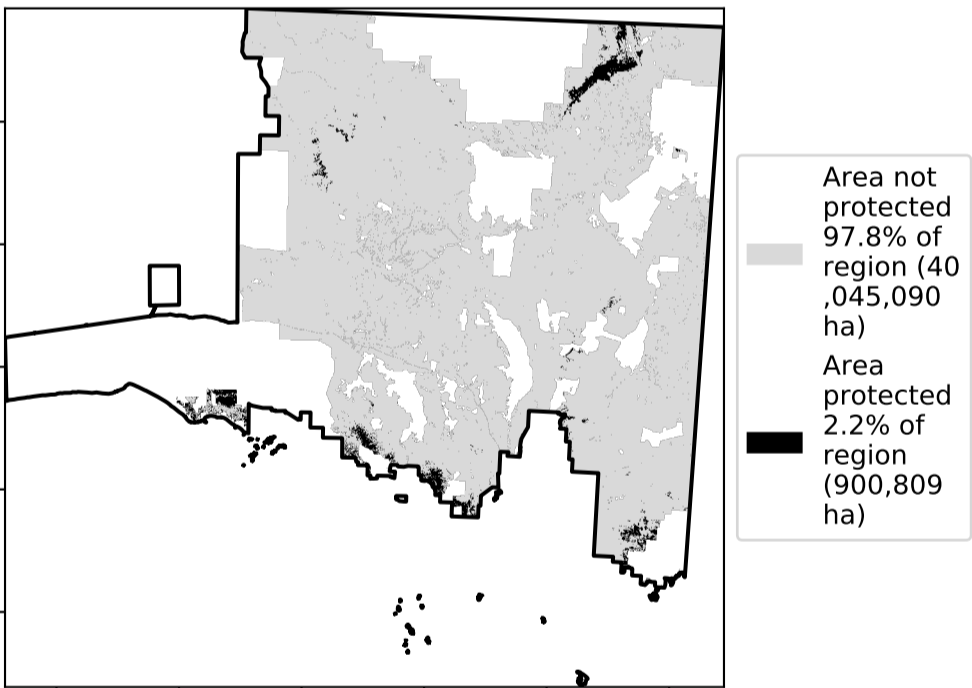 Area not
protected
97.8% of
region (40
,045,090
ha)
Area
protected
2.2% of
region
(900,809
ha)